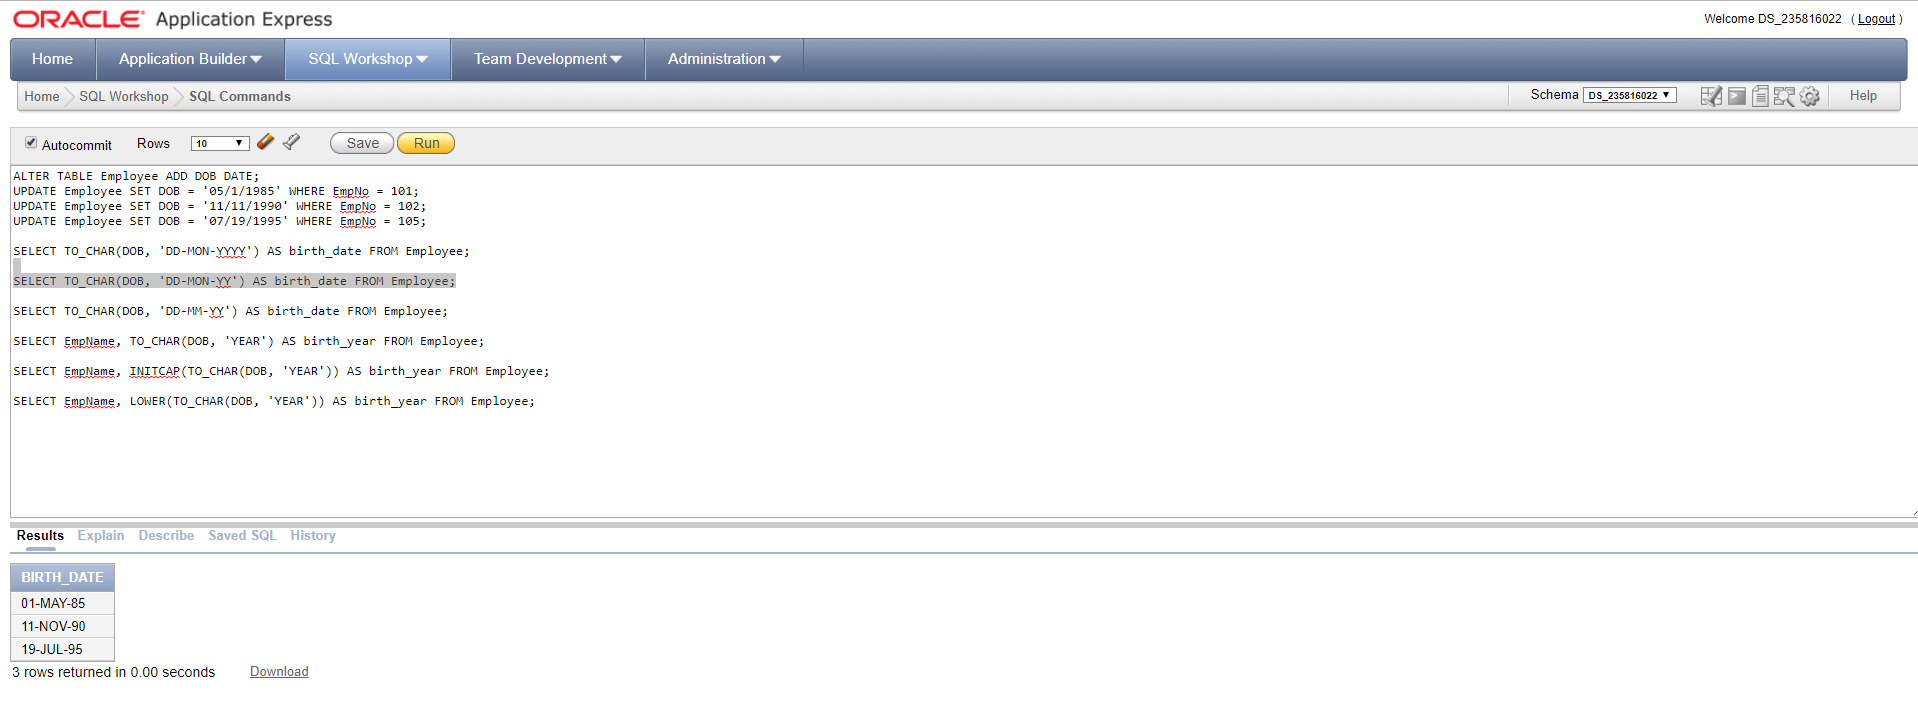 ORACLE Application Express
Welcome DS_235816022 ( Logout )
Home Application Builder SQL Workshop Team Development Administration
Home SQL Workshop SQL Commands Schema DS_235816022 Help
Autocommit Rows 10 Save Run
ALTER TABLE Employee ADD DOB DATE;
UPDATE Employee SET DOB = '05/1/1985' WHERE EmpNo = 101;
UPDATE Employee SET DOB = '11/11/1990' WHERE EmpNo = 102;
UPDATE Employee SET DOB = '07/19/1995' WHERE EmpNo = 105;
SELECT TO_CHAR(DOB, 'DD-MON-YYYY') AS birth_date FROM Employee;
SELECT TO_CHAR(DOB, 'DD-MON-YY') AS birth_date FROM Employee;
SELECT TO_CHAR(DOB, 'DD-MM-YY') AS birth_date FROM Employee;
SELECT EmpName, TO_CHAR(DOB, 'YEAR') AS birth_year FROM Employee;
SELECT EmpName, INITCAP(TO_CHAR(DOB, 'YEAR')) AS birth_year FROM Employee;
SELECT EmpName, LOWER(TO_CHAR(DOB, 'YEAR')) AS birth_year FROM Employee;
Results Explain Describe Saved SQL History
BIRTH_DATE
01-MAY-85
11-NOV-90
19-JUL-95
3 rows returned in 0.00 seconds Download